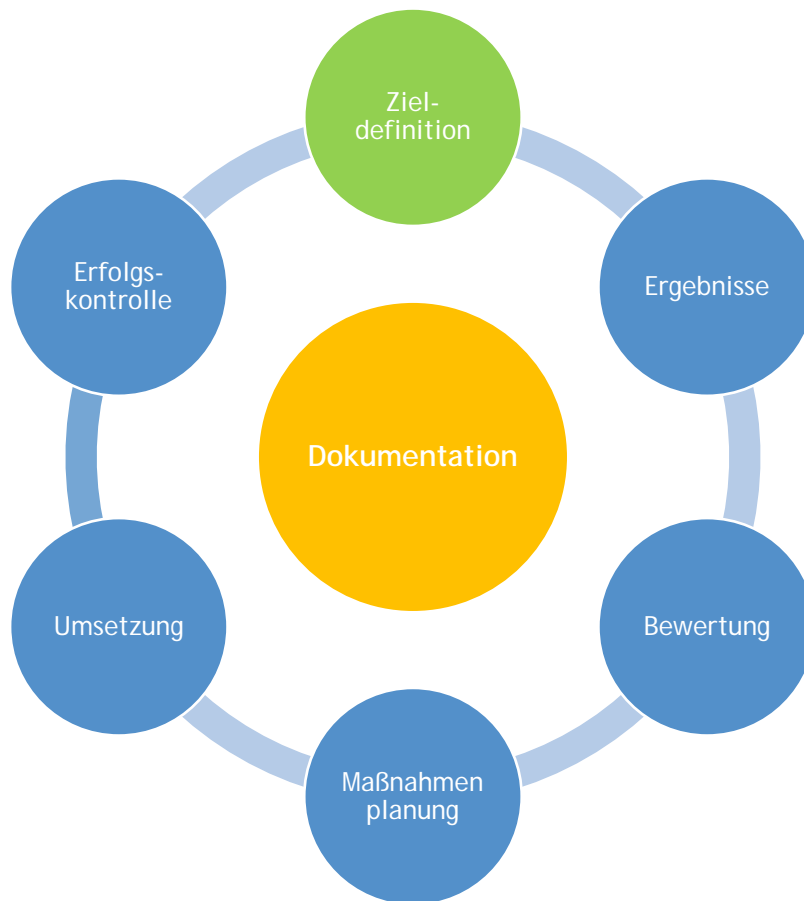 Ziel-
definition
Erfolgs-
kontrolle
Ergebnisse
Dokumentation
Umsetzung
Bewertung
Maßnahmen
planung